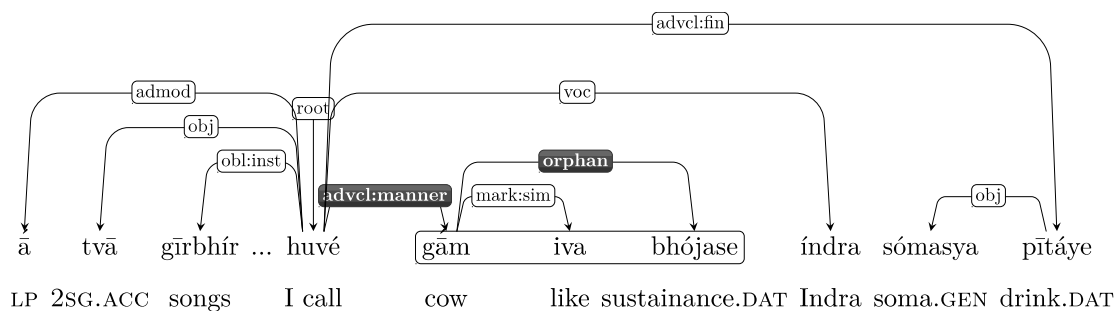 advcl:fin
admod voc
root
obj
obl:inst orphan
advcl:manner mark:sim obj
ā tvā gīrbhír ... huvé gām iva bhójase índra sómasya pītáye
LP 2SG.ACC songs I call cow like sustainance.DAT Indra soma.GEN drink.DAT